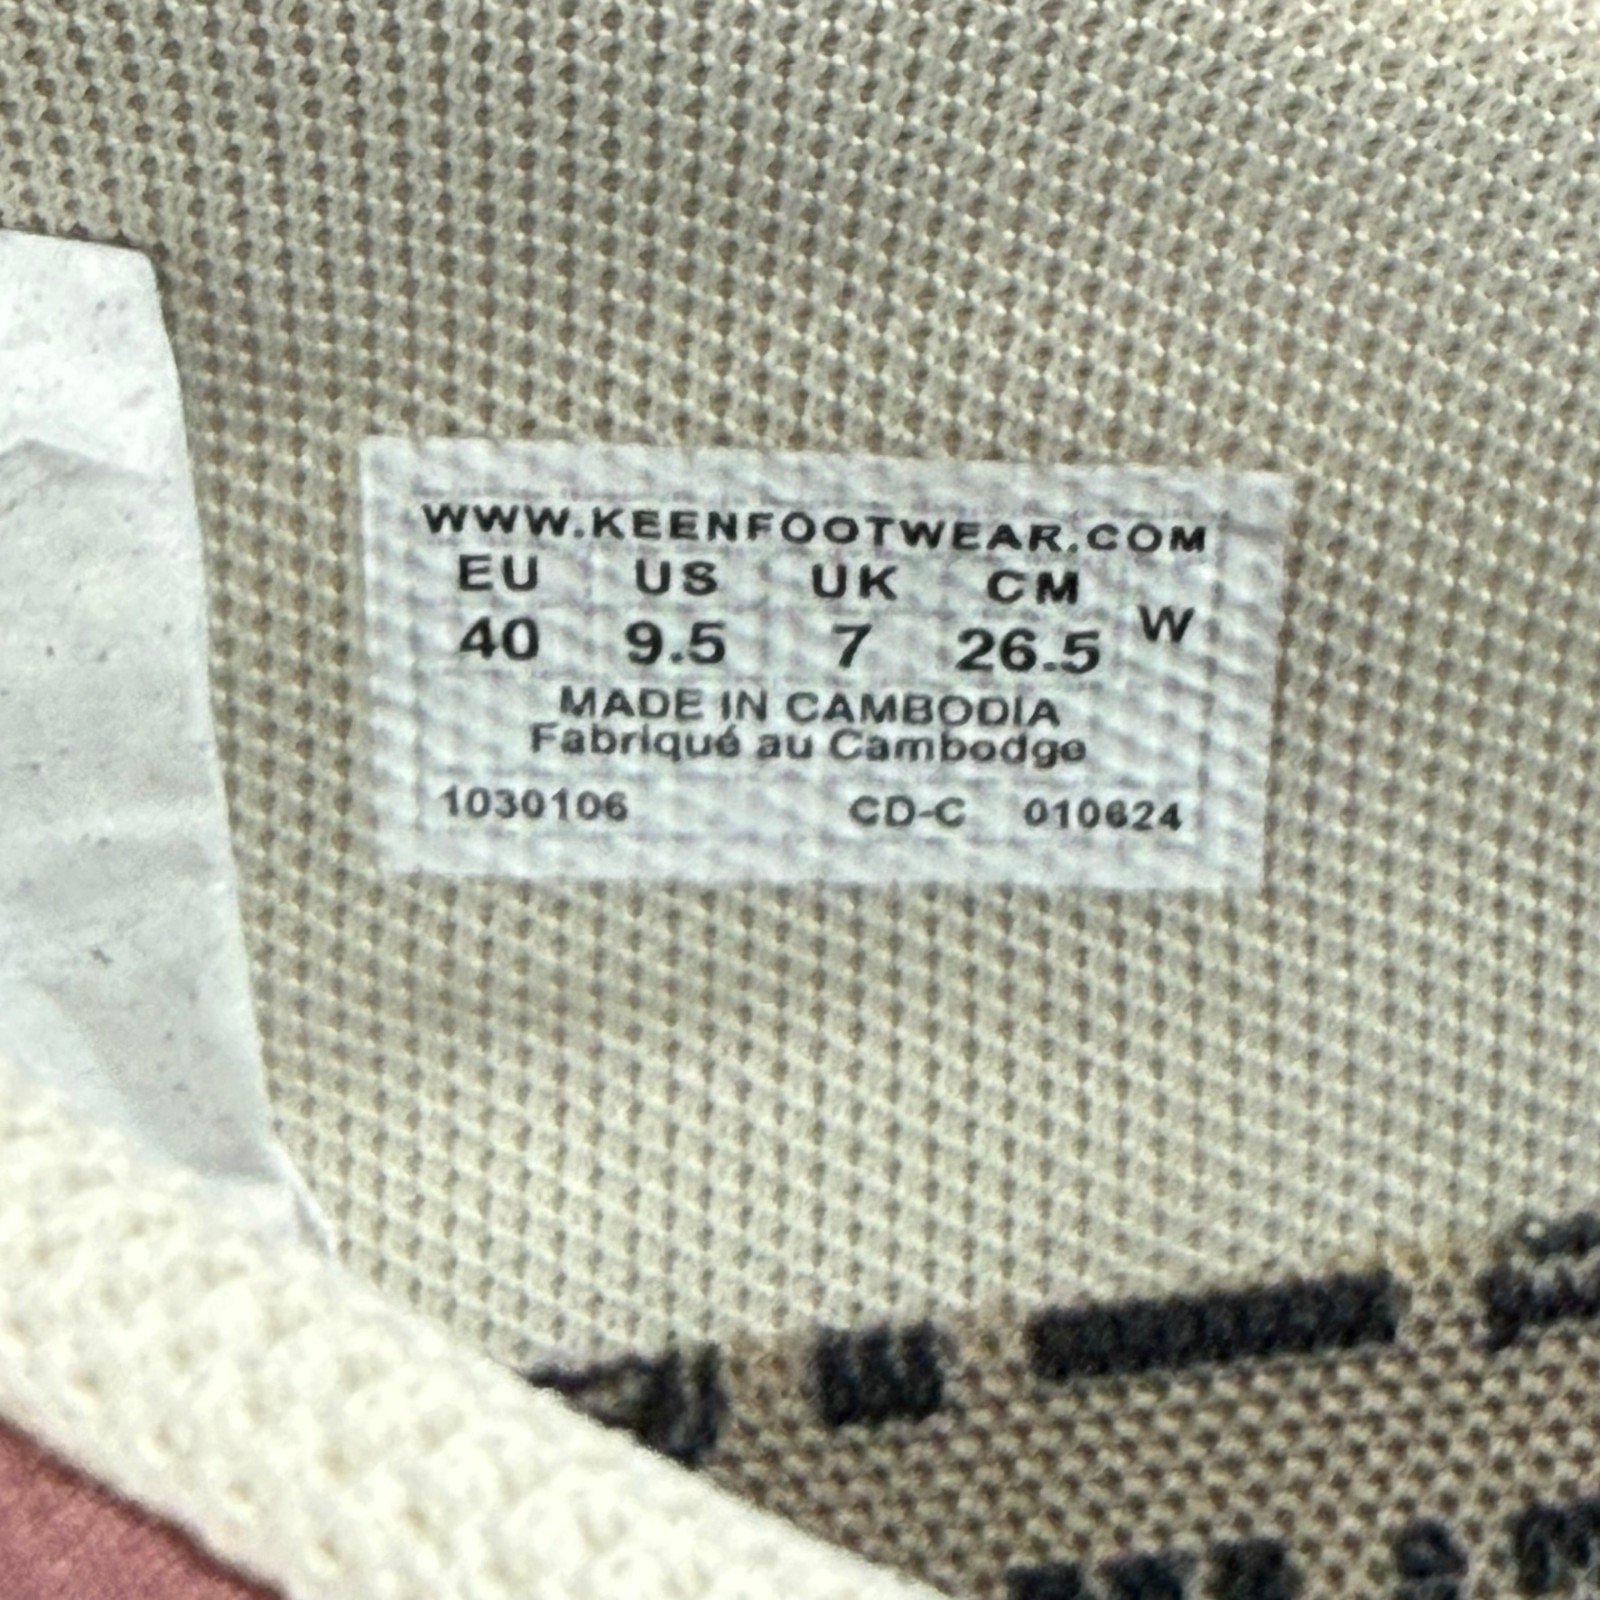 WWW.KEENFOOTWEAR.COM
EU US UK CM
40 9.5 7 26.5 W
MADE IN CAMBODIA
Fabriqué au Cambodge
1030106 CD-C 010624